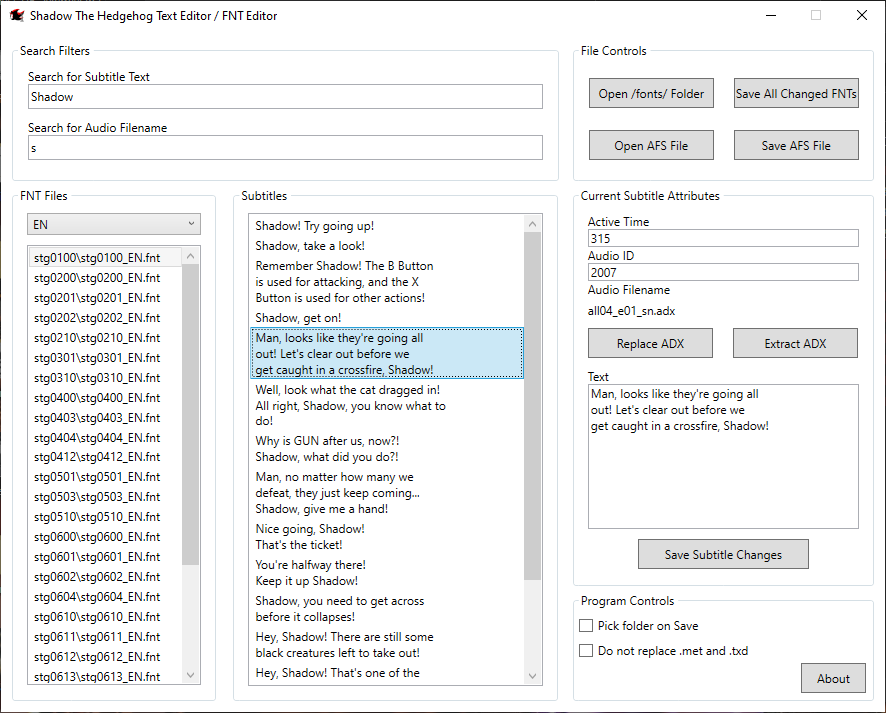 Shadow The Hedgehog Text Editor / FNT Editor
Search Filters
Search for Subtitle Text
Shadow
Search for Audio Filename
s
File Controls
Open /fonts/ Folder
Save All Changed FNTs
Open AFS File
Save AFS File
FNT Files
EN
stg0100\stg0100_EN.fnt
stg0200\stg0200_EN.fnt
stg0201\stg0201_EN.fnt
stg0202\stg0202_EN.fnt
stg0210\stg0210_EN.fnt
stg0301\stg0301_EN.fnt
stg0310\stg0310_EN.fnt
stg0400\stg0400_EN.fnt
stg0403\stg0403_EN.fnt
stg0404\stg0404_EN.fnt
stg0412\stg0412_EN.fnt
stg0501\stg0501_EN.fnt
stg0503\stg0503_EN.fnt
stg0510\stg0510_EN.fnt
stg0600\stg0600_EN.fnt
stg0601\stg0601_EN.fnt
stg0602\stg0602_EN.fnt
stg0604\stg0604_EN.fnt
stg0610\stg0610_EN.fnt
stg0611\stg0611_EN.fnt
stg0612\stg0612_EN.fnt
stg0613\stg0613_EN.fnt
Subtitles
Shadow! Try going up!
Shadow, take a look!
Remember Shadow! The B Button
is used for attacking, and the X
Button is used for other actions!
Shadow, get on!
Man, looks like they're going all
out! Let's clear out before we
get caught in a crossfire, Shadow!
Well, look what the cat dragged in!
All right, Shadow, you know what to
do!
Why is GUN after us, now?!
Shadow, what did you do?!
Man, no matter how many we
defeat, they just keep coming...
Shadow, give me a hand!
Nice going, Shadow!
That's the ticket!
You're halfway there!
Keep it up Shadow!
Shadow, you need to get across
before it collapses!
Hey, Shadow! There are still some
black creatures left to take out!
Hey, Shadow! That's one of the
Current Subtitle Attributes
Active Time
315
Audio ID
2007
Audio Filename
all04_e01_sn.adx
Replace ADX
Extract ADX
Text
Man, looks like they're going all
out! Let's clear out before we
get caught in a crossfire, Shadow!
Save Subtitle Changes
Program Controls
Pick folder on Save
Do not replace .met and .txd
About